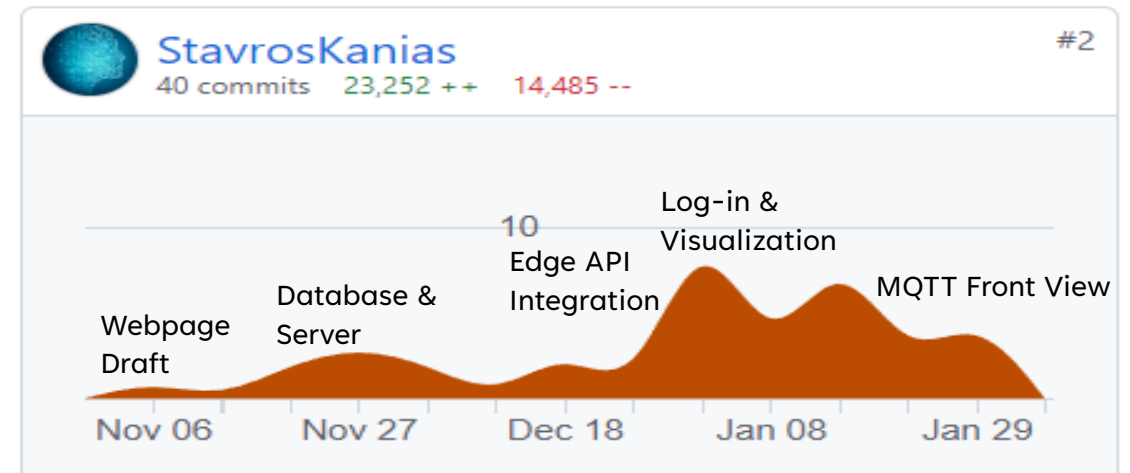 StavrosKanias
#2
40 commits 23,252 ++ 14,485 --
Log-in &
Visualization
10
Edge API
Integration
MQTT Front View
Database &
Server
Webpage
Draft
Nov 06 Nov 27 Dec 18 Jan 08 Jan 29